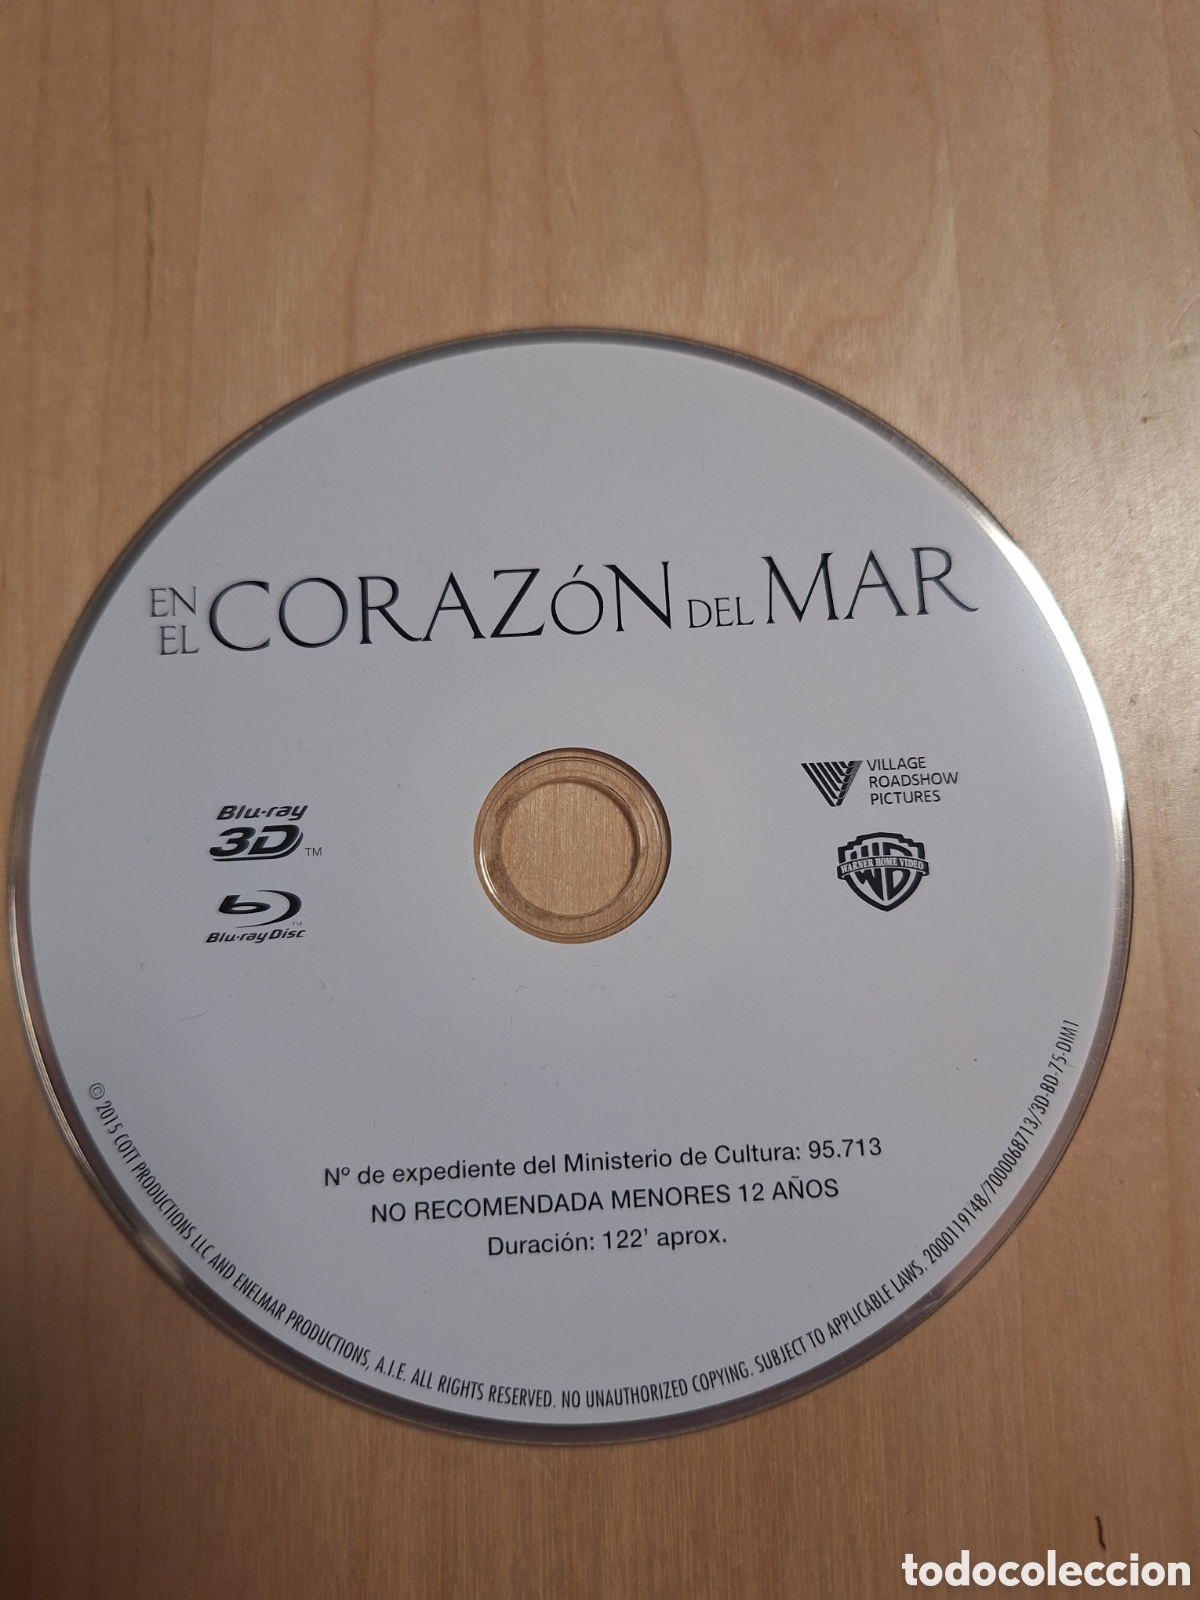 EN EL CORAZÓN DEL MAR
Blu-ray
3D TM
VILLAGE
ROADSHOW
PICTURES
WARNER HOME VIDEO
Blu-ray Disc TM
Nº de expediente del Ministerio de Cultura: 95.713
NO RECOMENDADA MENORES 12 AÑOS
Duración: 122' aprox.
© 2015 COTT PRODUCTIONS LLC AND ENELMAR PRODUCTIONS, A.I.E. ALL RIGHTS RESERVED. NO UNAUTHORIZED COPYING. SUBJECT TO APPLICABLE LAWS. 2000119148/7000068713/3D-BD-75-DIM1
todocoleccion